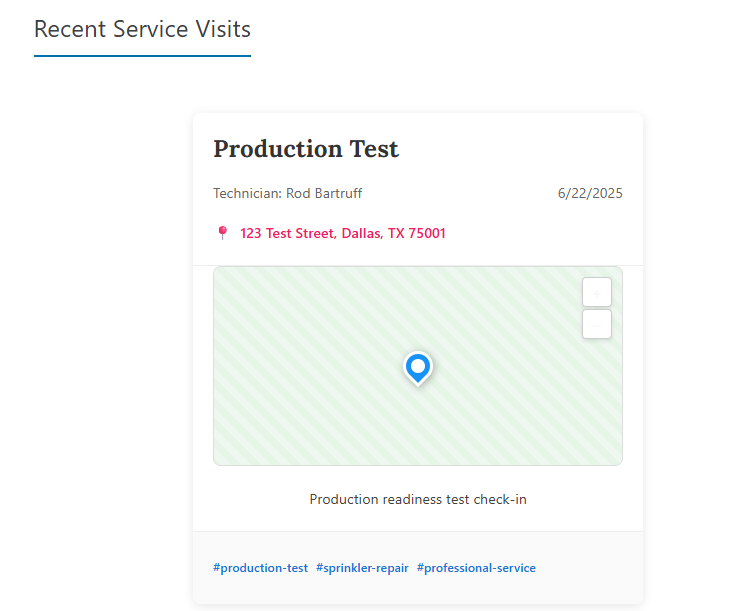 Recent Service Visits
Production Test
Technician: Rod Bartruff 6/22/2025
123 Test Street, Dallas, TX 75001
Production readiness test check-in
#production-test #sprinkler-repair #professional-service